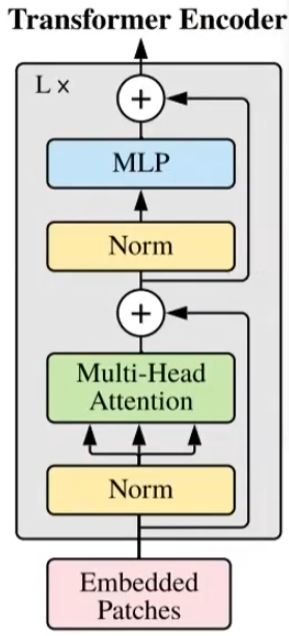 Transformer Encoder
L ×
+
MLP
Norm
+
Multi-Head
Attention
Norm
Embedded
Patches